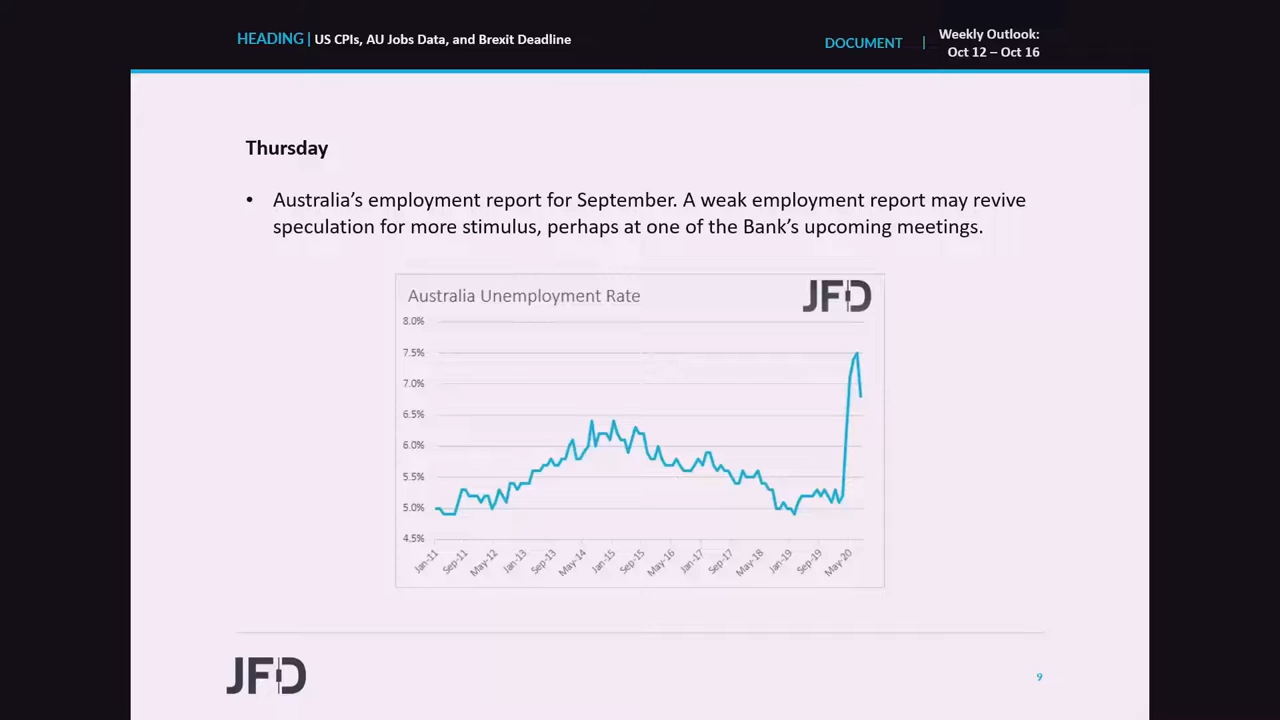 HEADING | US CPIs, AU Jobs Data, and Brexit Deadline
DOCUMENT | Weekly Outlook:
Oct 12 – Oct 16
Thursday
• Australia’s employment report for September. A weak employment report may revive
speculation for more stimulus, perhaps at one of the Bank’s upcoming meetings.
Australia Unemployment Rate
JFD
8.0%
7.5%
7.0%
6.5%
6.0%
5.5%
5.0%
4.5%
Jan-11
Sep-11
May-12
Jan-13
Sep-13
May-14
Jan-15
Sep-15
May-16
Jan-17
Sep-17
May-18
Jan-19
Sep-19
May-20
JFD
9